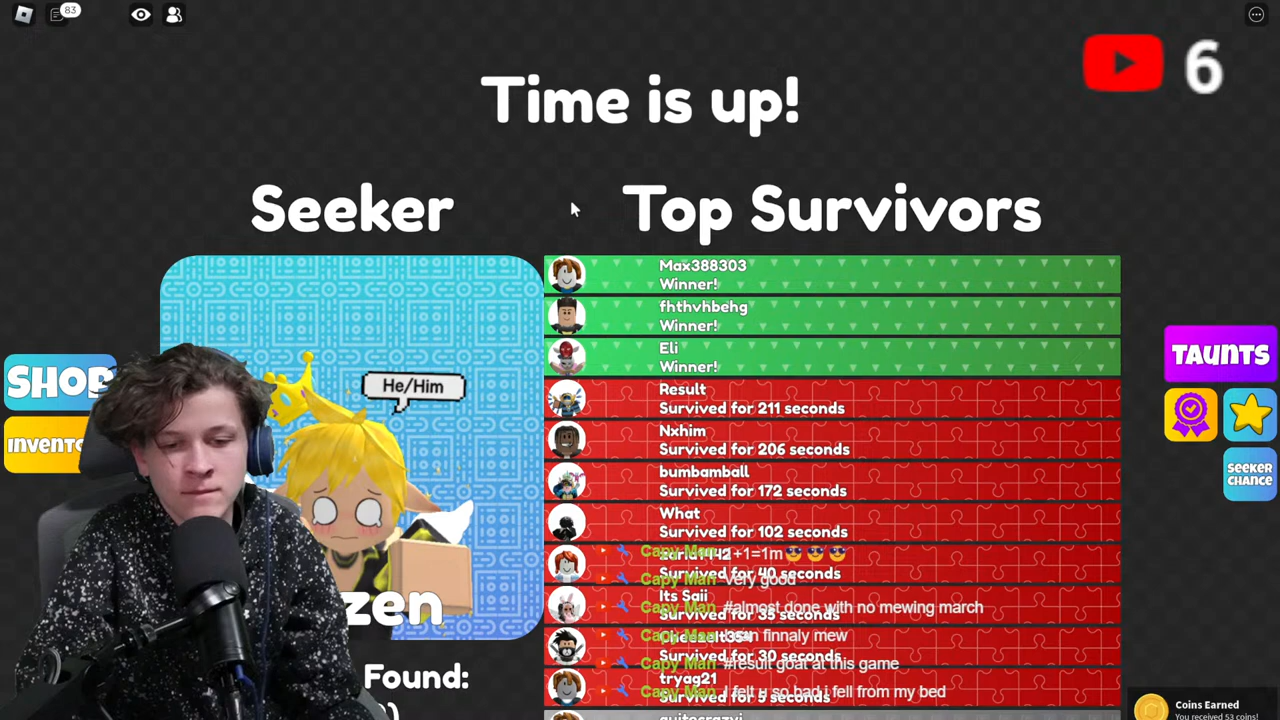 83
6
Time is up!
Seeker
Top Survivors
Max388303
Winner!
fhthvhbehg
Winner!
Eli
Winner!
Result
Survived for 211 seconds
Nxhim
Survived for 206 seconds
bumbamball
Survived for 172 seconds
What
Survived for 102 seconds
Survived for 40 seconds
Its Saii
Survived for 35 seconds
Survived for 30 seconds
tryag21
Survived for 5 seconds
Capy Man 1+1=1m😎😎😎
Capy Man very good
Capy Man #almost done with no mewing march
Capy Man finnaly mew
Capy Man #result goat at this game
Capy Man I felt u so bad i fell from my bed
He/Him
zen
Found:
SHOP
INVENTO
TAUNTS
SEEKER
CHANCE
Coins Earned
You received 53 coins!